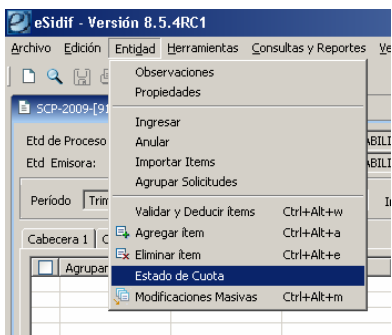 eSidif - Versión 8.5.4RC1
Archivo Edición Entidad Herramientas Consultas y Reportes
Observaciones
Propiedades
SCP-2009-[91
Ingresar
Etd de Proceso
Anular
Etd Emisora:
Importar Items
Agrupar Solicitudes
Período
Validar y Deducir ítems Ctrl+Alt+w
Cabecera 1
Agregar ítem Ctrl+Alt+a
Eliminar ítem Ctrl+Alt+e
Agrupar
Estado de Cuota
Modificaciones Masivas Ctrl+Alt+m